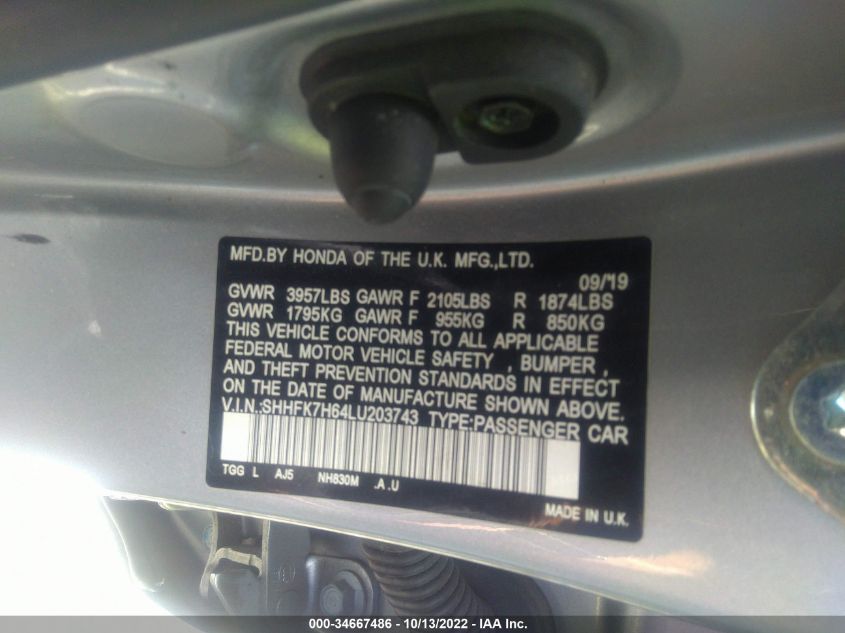 MFD.BY HONDA OF THE U.K. MFG.,LTD.
09/19
GVWR 3957LBS GAWR F 2105LBS R 1874LBS
GVWR 1795KG GAWR F 955KG R 850KG
THIS VEHICLE CONFORMS TO ALL APPLICABLE
FEDERAL MOTOR VEHICLE SAFETY , BUMPER ,
AND THEFT PREVENTION STANDARDS IN EFFECT
ON THE DATE OF MANUFACTURE SHOWN ABOVE.
V.I.N.:SHHFK7H64LU203743 TYPE:PASSENGER CAR
TGG L AJ5 NH830M .A .U
MADE IN U.K.
000-34667486 - 10/13/2022 - IAA Inc.